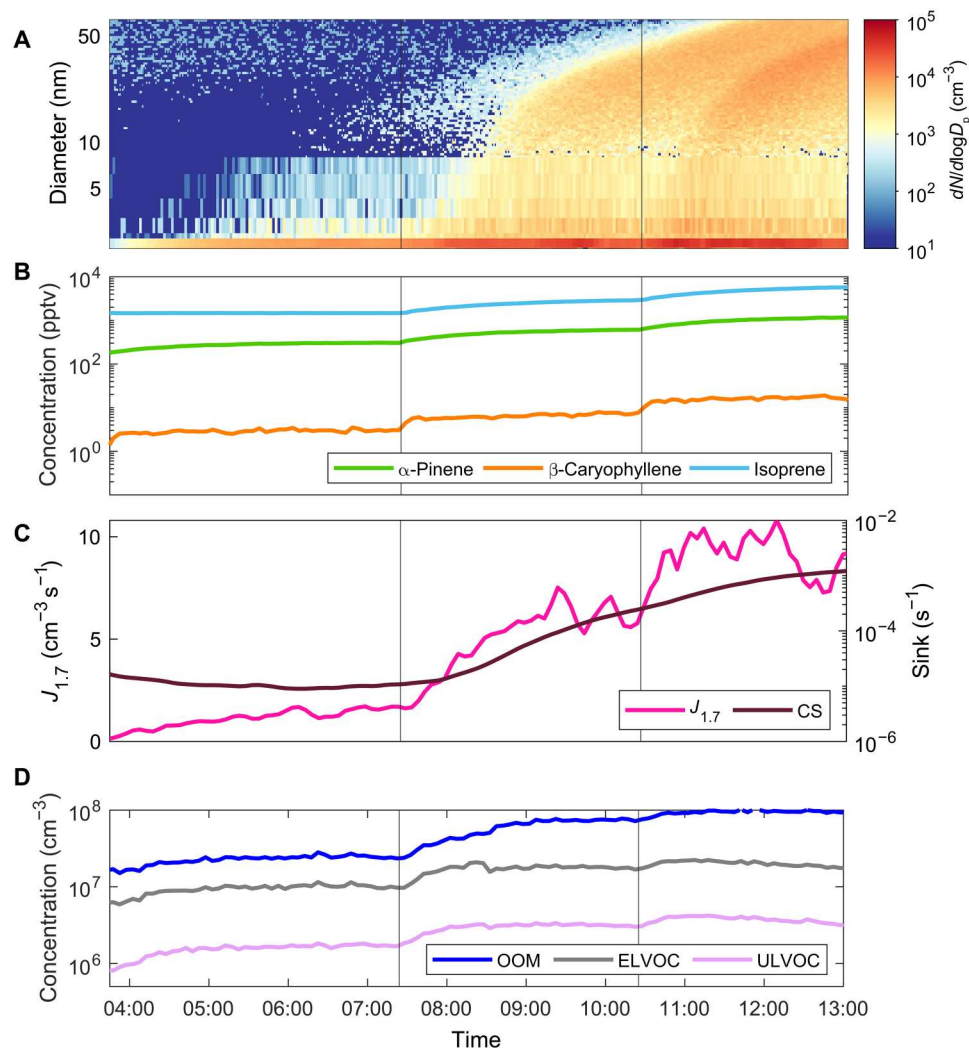 A
50
10
5
Diameter (nm)
10^5
10^4
10^3
10^2
10^1
dN/dlogD_p (cm^−3)
B
10^4
10^2
10^0
Concentration (pptv)
α-Pinene β-Caryophyllene Isoprene
C
10
5
0
J_1.7 (cm^−3 s^−1)
10^−2
10^−4
10^−6
Sink (s^−1)
J_1.7 CS
D
10^8
10^7
10^6
Concentration (cm^−3)
OOM ELVOC ULVOC
04:00 05:00 06:00 07:00 08:00 09:00 10:00 11:00 12:00 13:00
Time